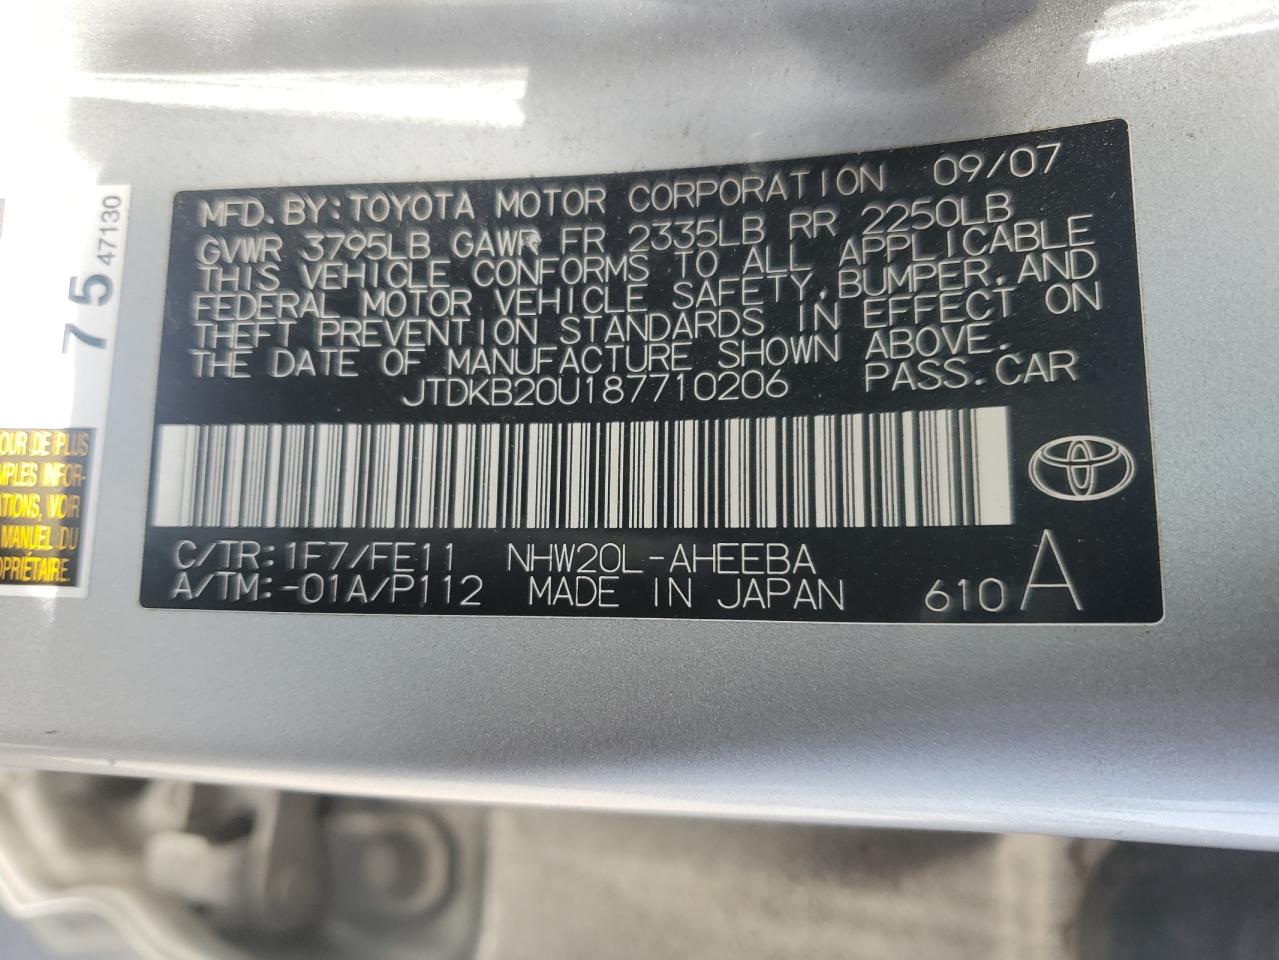 MFD.BY:TOYOTA MOTOR CORPORATION 09/07
GVWR 3795LB GAWR FR 2335LB RR 2250LB
THIS VEHICLE CONFORMS TO ALL APPLICABLE
FEDERAL MOTOR VEHICLE SAFETY,BUMPER,AND
THEFT PREVENTION STANDARDS IN EFFECT ON
THE DATE OF MANUFACTURE SHOWN ABOVE.
JTDKB20U187710206 PASS.CAR
C/TR:1F7/FE11 NHW20L-AHEEBA
A/TM:-01A/P112 MADE IN JAPAN 610 A
75 47130
OUR DE PLUS
MPLES INFOR-
ATIONS, VOIR
MANUEL DU
OPRIÉTAIRE.